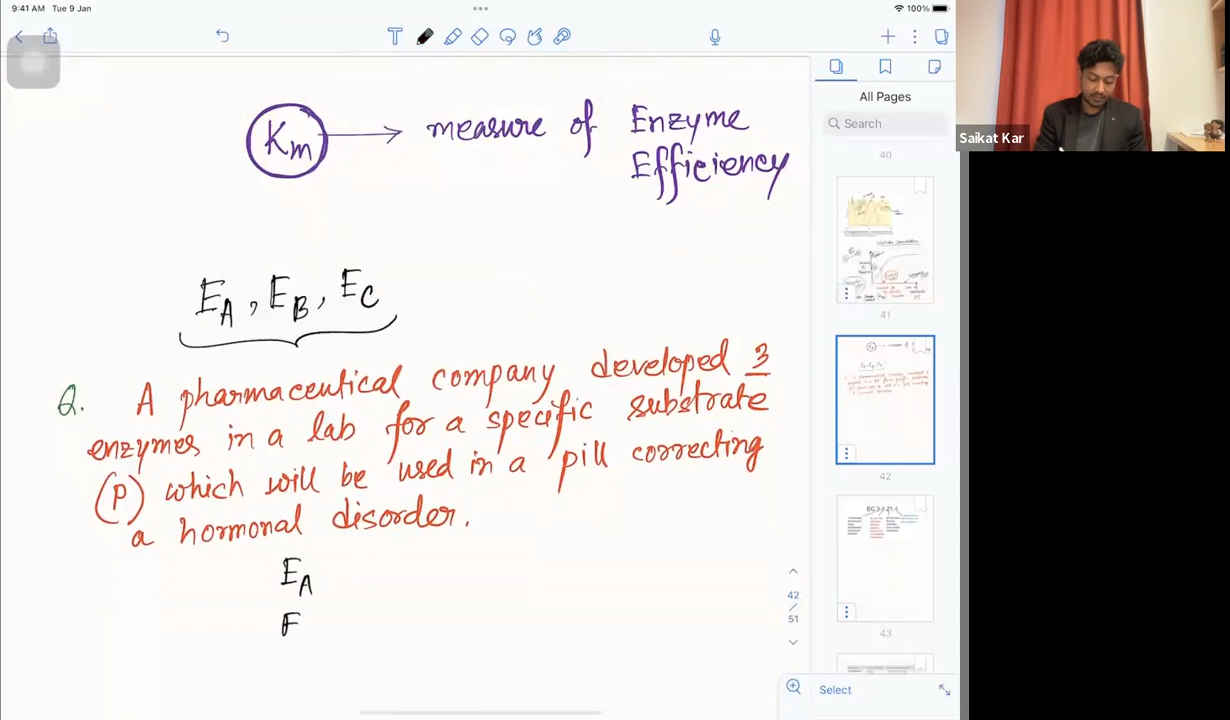 9:41 AM Tue 9 Jan
100%
T
All Pages
Search
Saikat Kar
Km → measure of Enzyme
Efficiency
EA, EB, EC
Q. A pharmaceutical company developed 3
enzymes in a lab for a specific substrate
(P) which will be used in a pill correcting
a hormonal disorder.
EA
F
40
41
42
43
42
/
51
Select